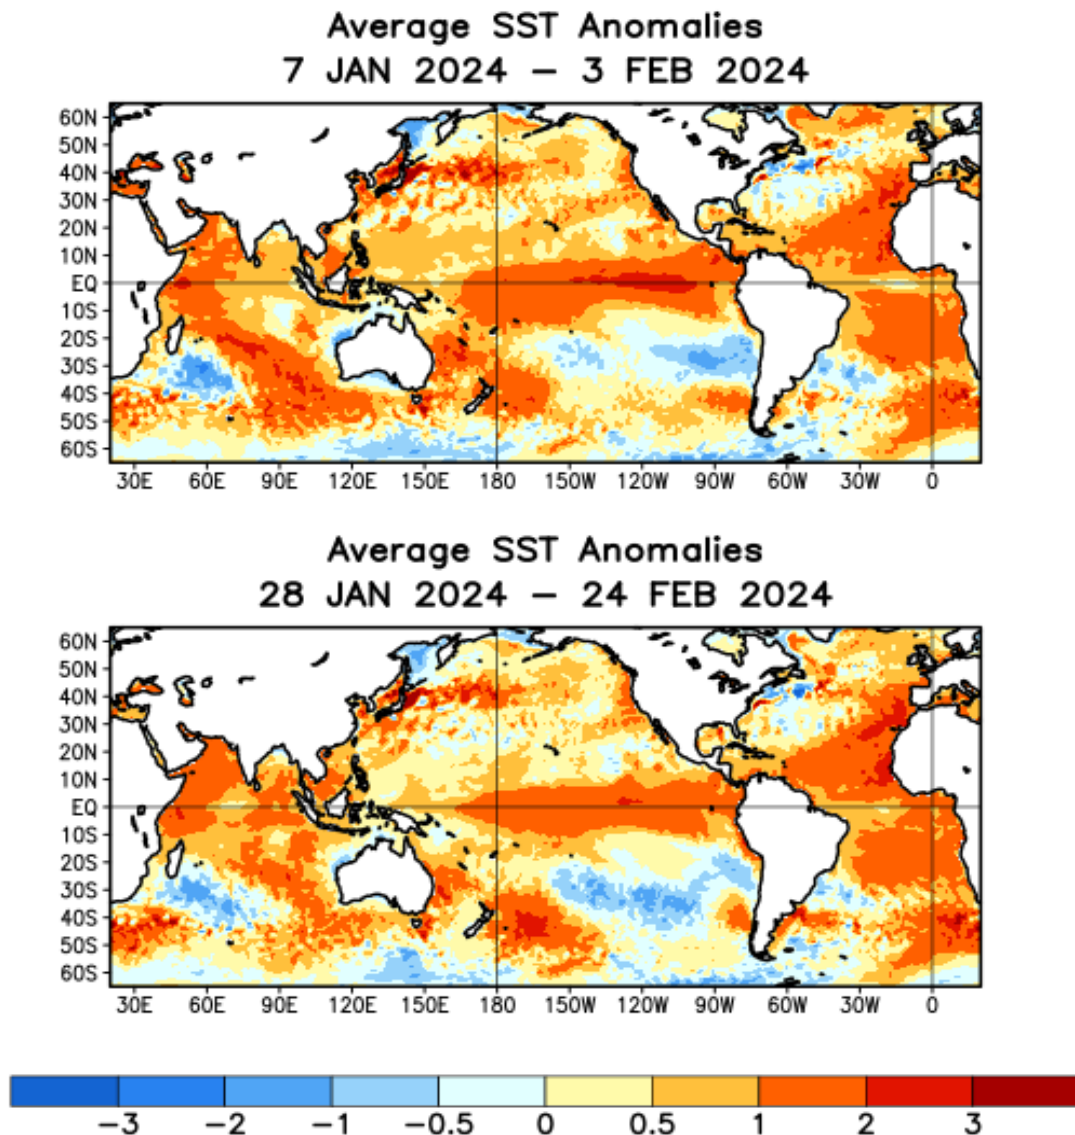 Average SST Anomalies
7 JAN 2024 – 3 FEB 2024
60N
50N
40N
30N
20N
10N
EQ
10S
20S
30S
40S
50S
60S
30E 60E 90E 120E 150E 180 150W 120W 90W 60W 30W 0
Average SST Anomalies
28 JAN 2024 – 24 FEB 2024
60N
50N
40N
30N
20N
10N
EQ
10S
20S
30S
40S
50S
60S
30E 60E 90E 120E 150E 180 150W 120W 90W 60W 30W 0
−3 −2 −1 −0.5 0 0.5 1 2 3